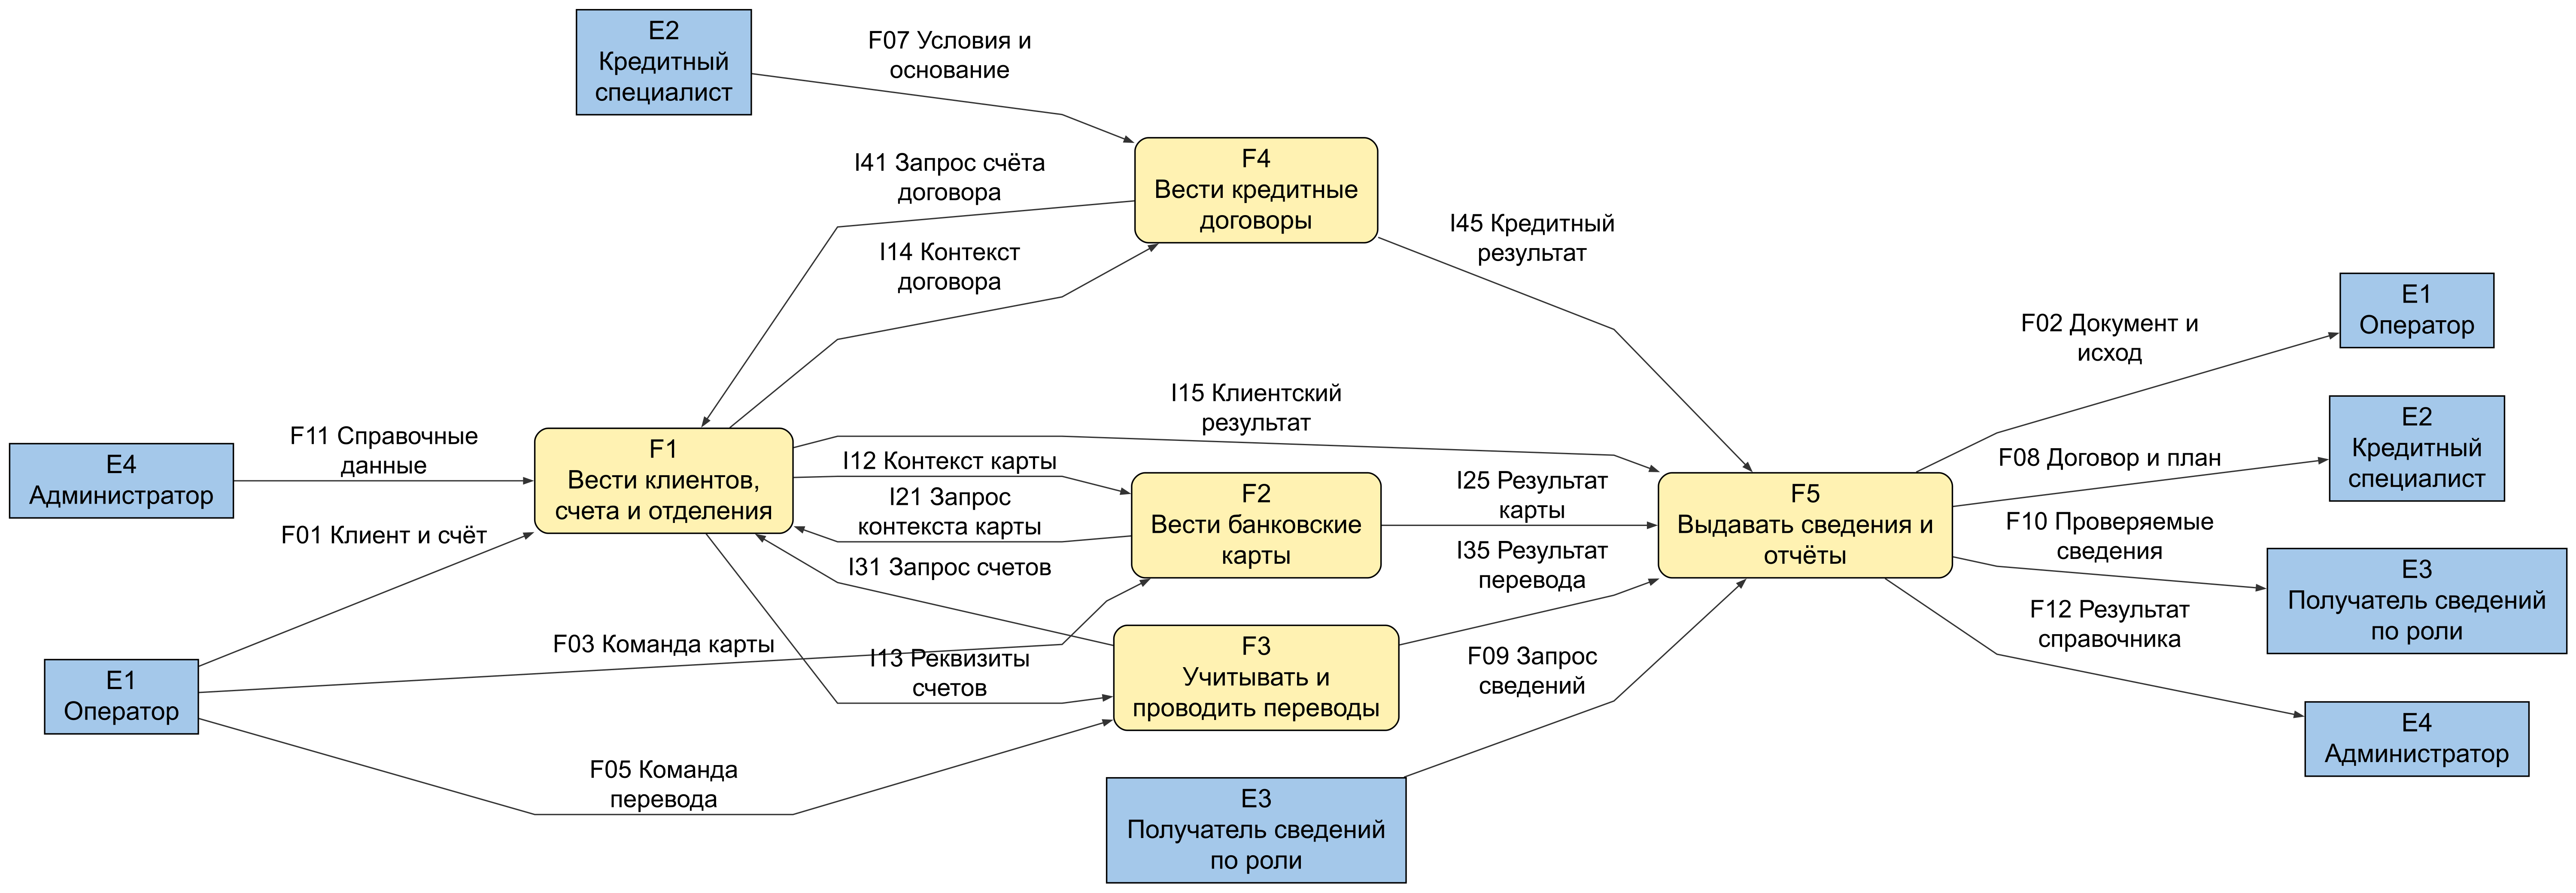 E2
Кредитный
специалист
F07 Условия и
основание
F4
Вести кредитные
договоры
I41 Запрос счёта
договора
I14 Контекст
договора
I45 Кредитный
результат
E1
Оператор
F02 Документ и
исход
E2
Кредитный
специалист
F08 Договор и план
I15 Клиентский
результат
E4
Администратор
F11 Справочные
данные
F1
Вести клиентов,
счета и отделения
I12 Контекст карты
I21 Запрос
контекста карты
F2
Вести банковские
карты
I25 Результат
карты
F5
Выдавать сведения и
отчёты
F10 Проверяемые
сведения
E3
Получатель сведений
по роли
F01 Клиент и счёт
I31 Запрос счетов
I35 Результат
перевода
F12 Результат
справочника
E1
Оператор
F03 Команда карты
I13 Реквизиты
счетов
F3
Учитывать и
проводить переводы
F09 Запрос
сведений
E4
Администратор
F05 Команда
перевода
E3
Получатель сведений
по роли